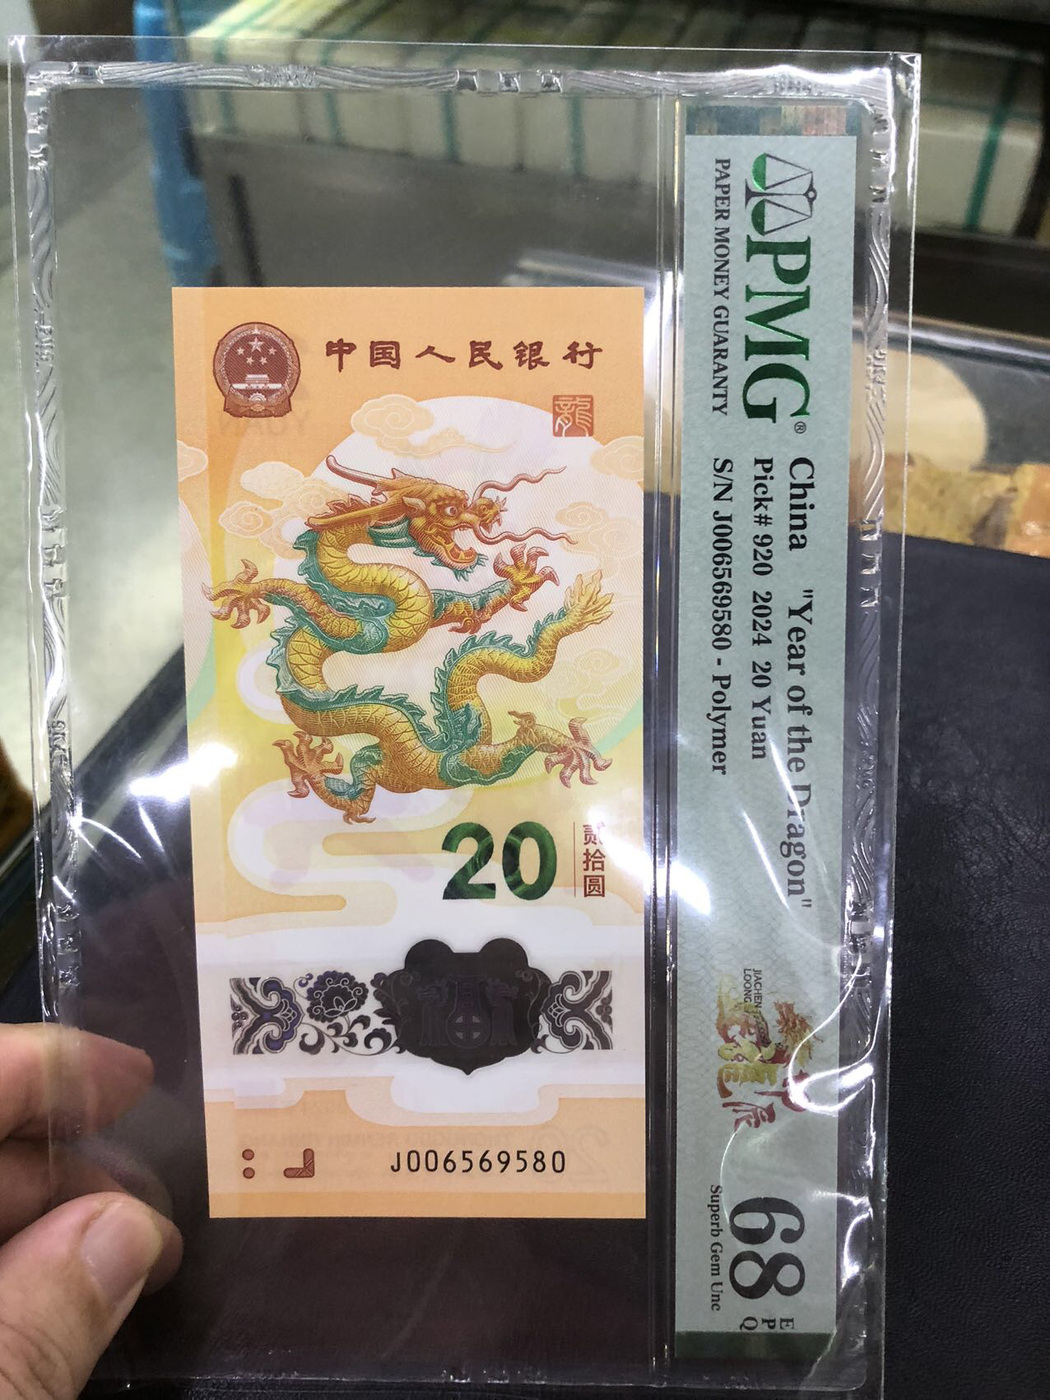 中国人民银行
龍
20
贰拾圆
J006569580
PMG®
PAPER MONEY GUARANTY
China "Year of the Dragon"
Pick# 920 2024 20 Yuan
S/N J006569580 - Polymer
JIACHEN
LOONG
68
EPQ
Superb Gem Unc